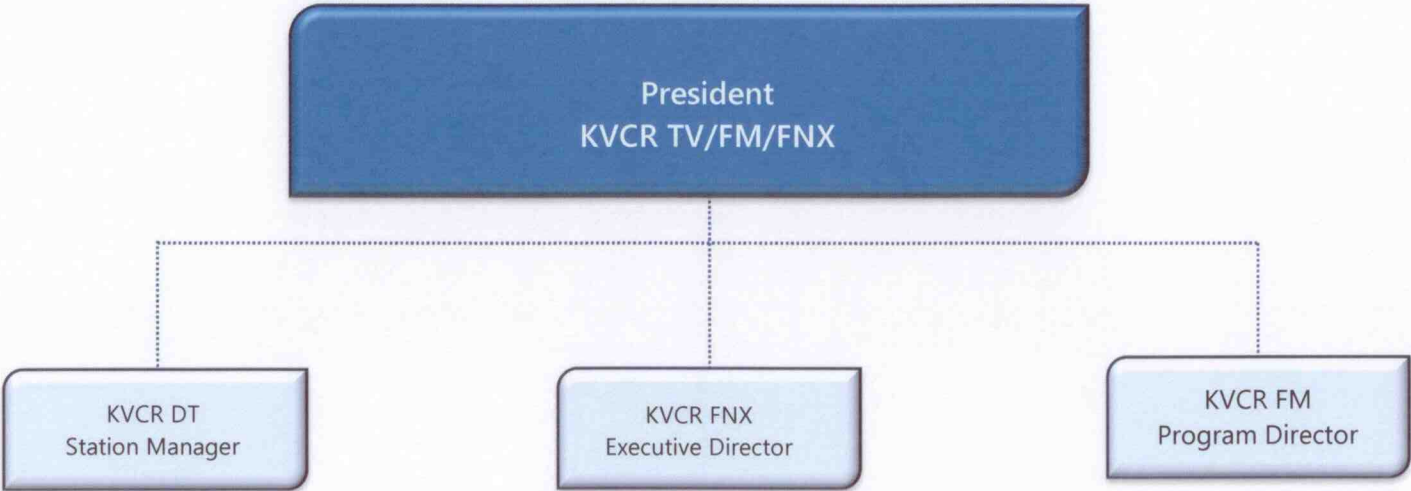 President
KVCR TV/FM/FNX
KVCR DT
Station Manager
KVCR FNX
Executive Director
KVCR FM
Program Director